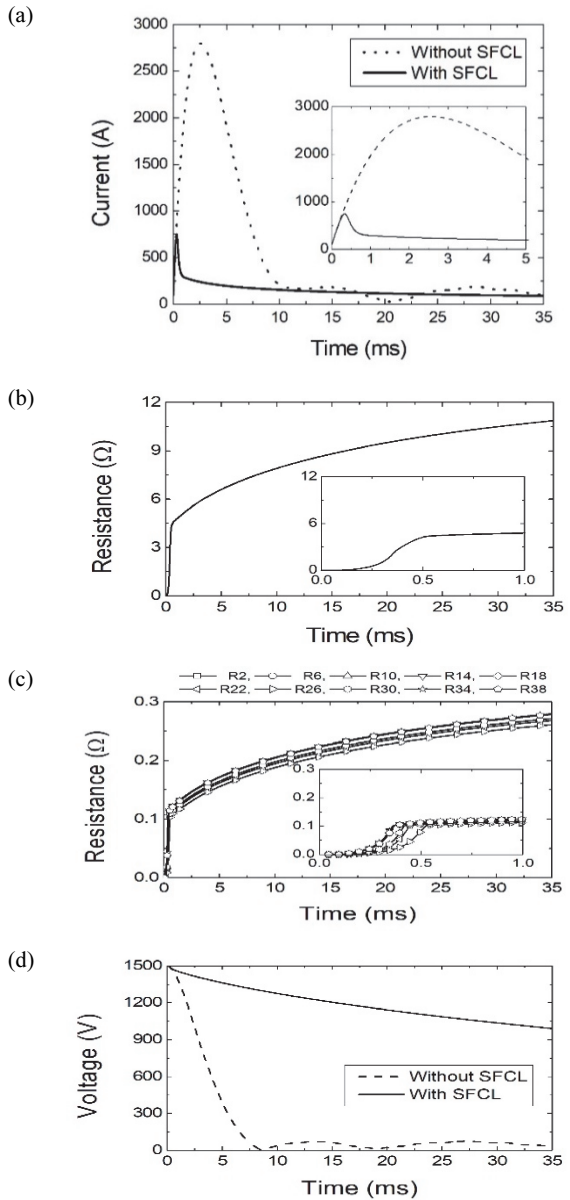 (a)
3000
2500
2000
1500
1000
500
0
Current (A)
Without SFCL
With SFCL
3000
2000
1000
0
0 1 2 3 4 5
0 5 10 15 20 25 30 35
Time (ms)
(b)
12
9
6
3
0
Resistance (Ω)
12
6
0
0.0 0.5 1.0
0 5 10 15 20 25 30 35
Time (ms)
(c)
R2, R6, R10, R14, R18
R22, R26, R30, R34, R38
0.3
0.2
0.1
0.0
Resistance (Ω)
0.3
0.2
0.1
0.0
0.0 0.5 1.0
0 5 10 15 20 25 30 35
Time (ms)
(d)
1500
1200
900
600
300
0
Voltage (V)
Without SFCL
With SFCL
0 5 10 15 20 25 30 35
Time (ms)